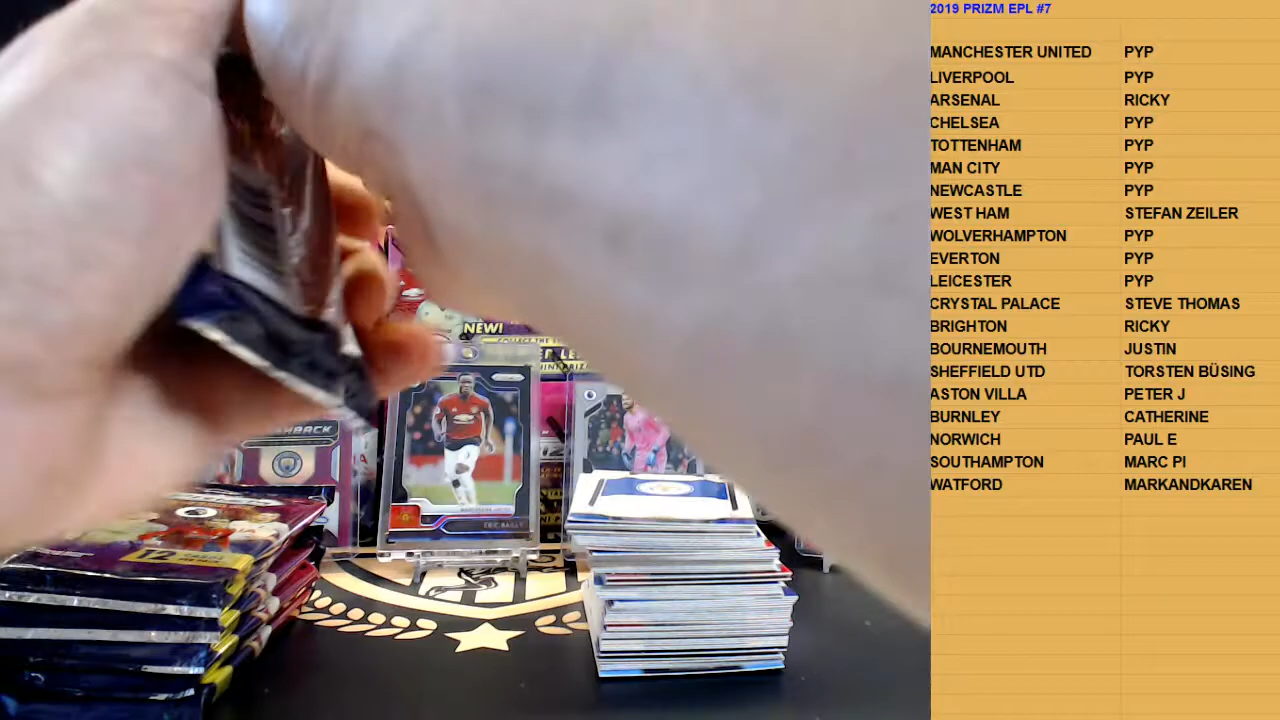 2019 PRIZM EPL #7
MANCHESTER UNITED PYP
LIVERPOOL PYP
ARSENAL RICKY
CHELSEA PYP
TOTTENHAM PYP
MAN CITY PYP
NEWCASTLE PYP
WEST HAM STEFAN ZEILER
WOLVERHAMPTON PYP
EVERTON PYP
LEICESTER PYP
CRYSTAL PALACE STEVE THOMAS
BRIGHTON RICKY
BOURNEMOUTH JUSTIN
SHEFFIELD UTD TORSTEN BÜSING
ASTON VILLA PETER J
BURNLEY CATHERINE
NORWICH PAUL E
SOUTHAMPTON MARC PI
WATFORD MARKANDKAREN
NEW!
ERIC BAILLY
12